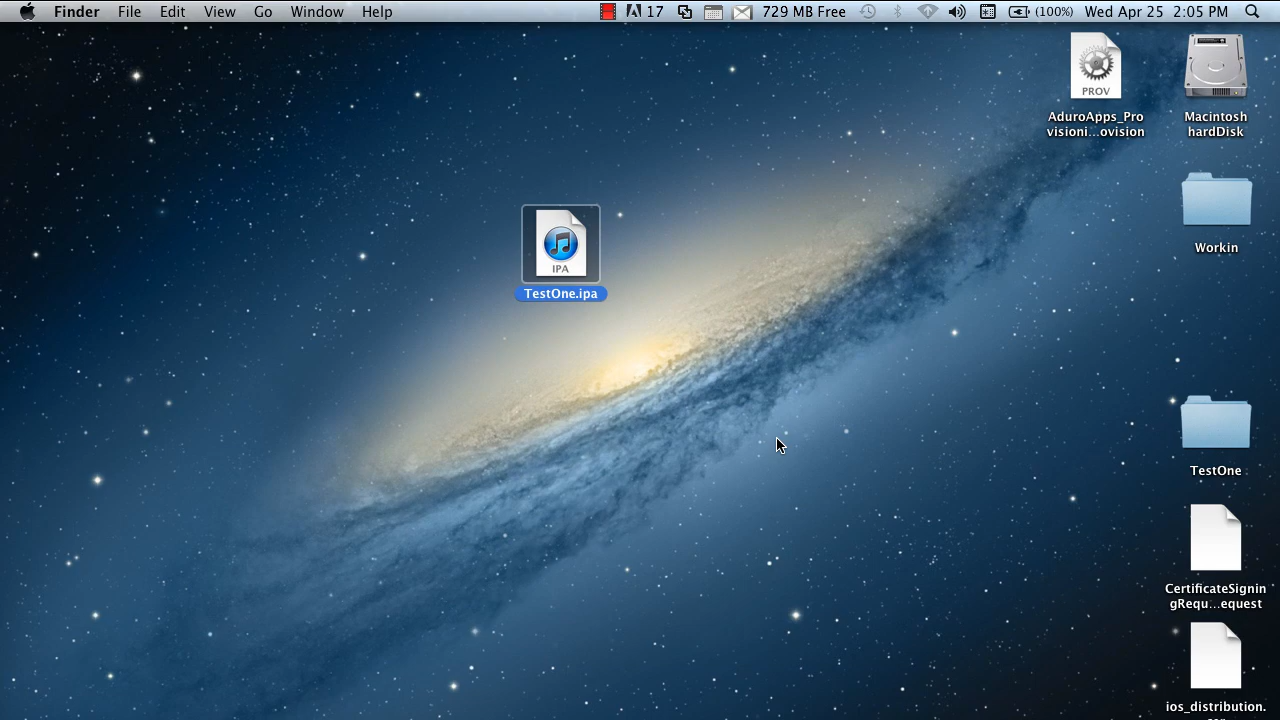 Finder File Edit View Go Window Help 17 729 MB Free (100%) Wed Apr 25 2:05 PM
PROV
AduroApps_Pro
visioni...ovision
Macintosh
hardDisk
Workin
IPA
TestOne.ipa
TestOne
CertificateSignin
gRequ...equest
ios_distribution.